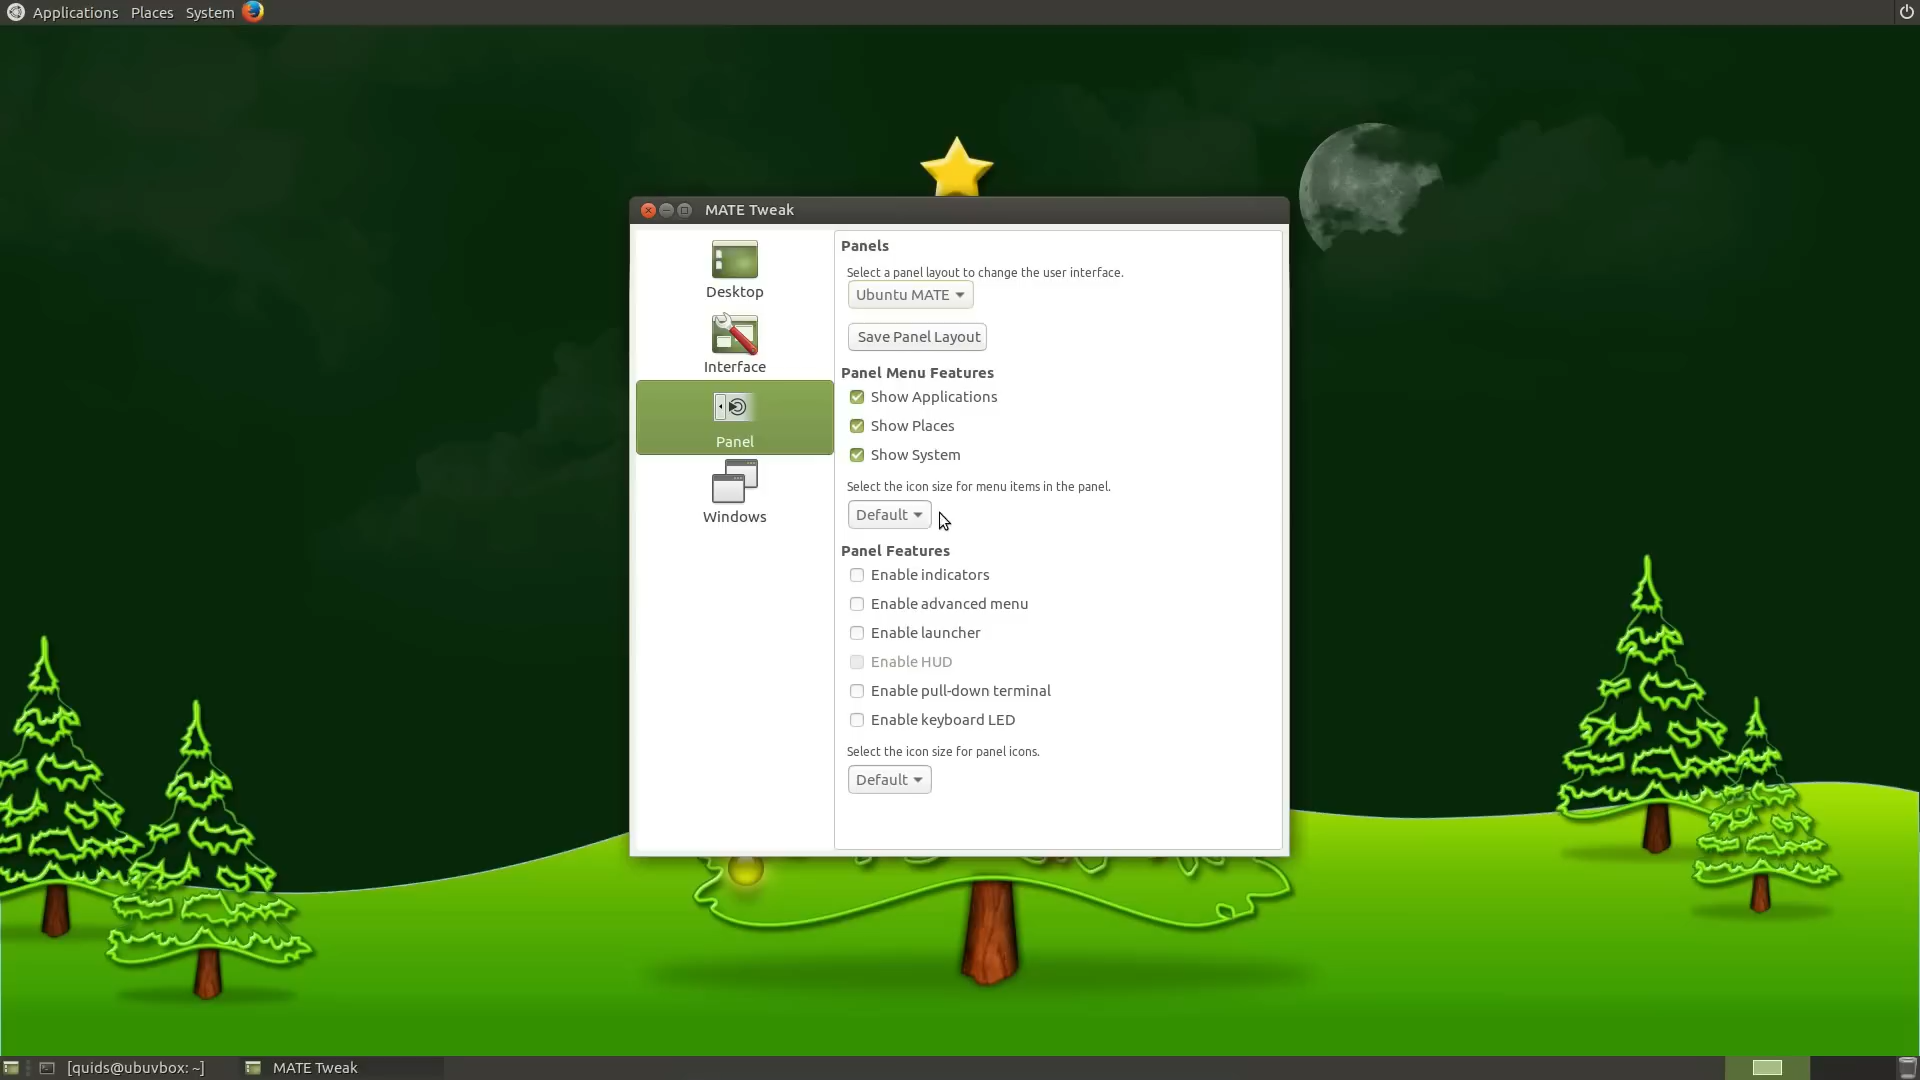 Applications Places System
MATE Tweak
Desktop
Interface
Panel
Windows
Panels
Select a panel layout to change the user interface.
Ubuntu MATE
Save Panel Layout
Panel Menu Features
Show Applications
Show Places
Show System
Select the icon size for menu items in the panel.
Default
Panel Features
Enable indicators
Enable advanced menu
Enable launcher
Enable HUD
Enable pull-down terminal
Enable keyboard LED
Select the icon size for panel icons.
Default
[quids@ubuvbox: ~] MATE Tweak